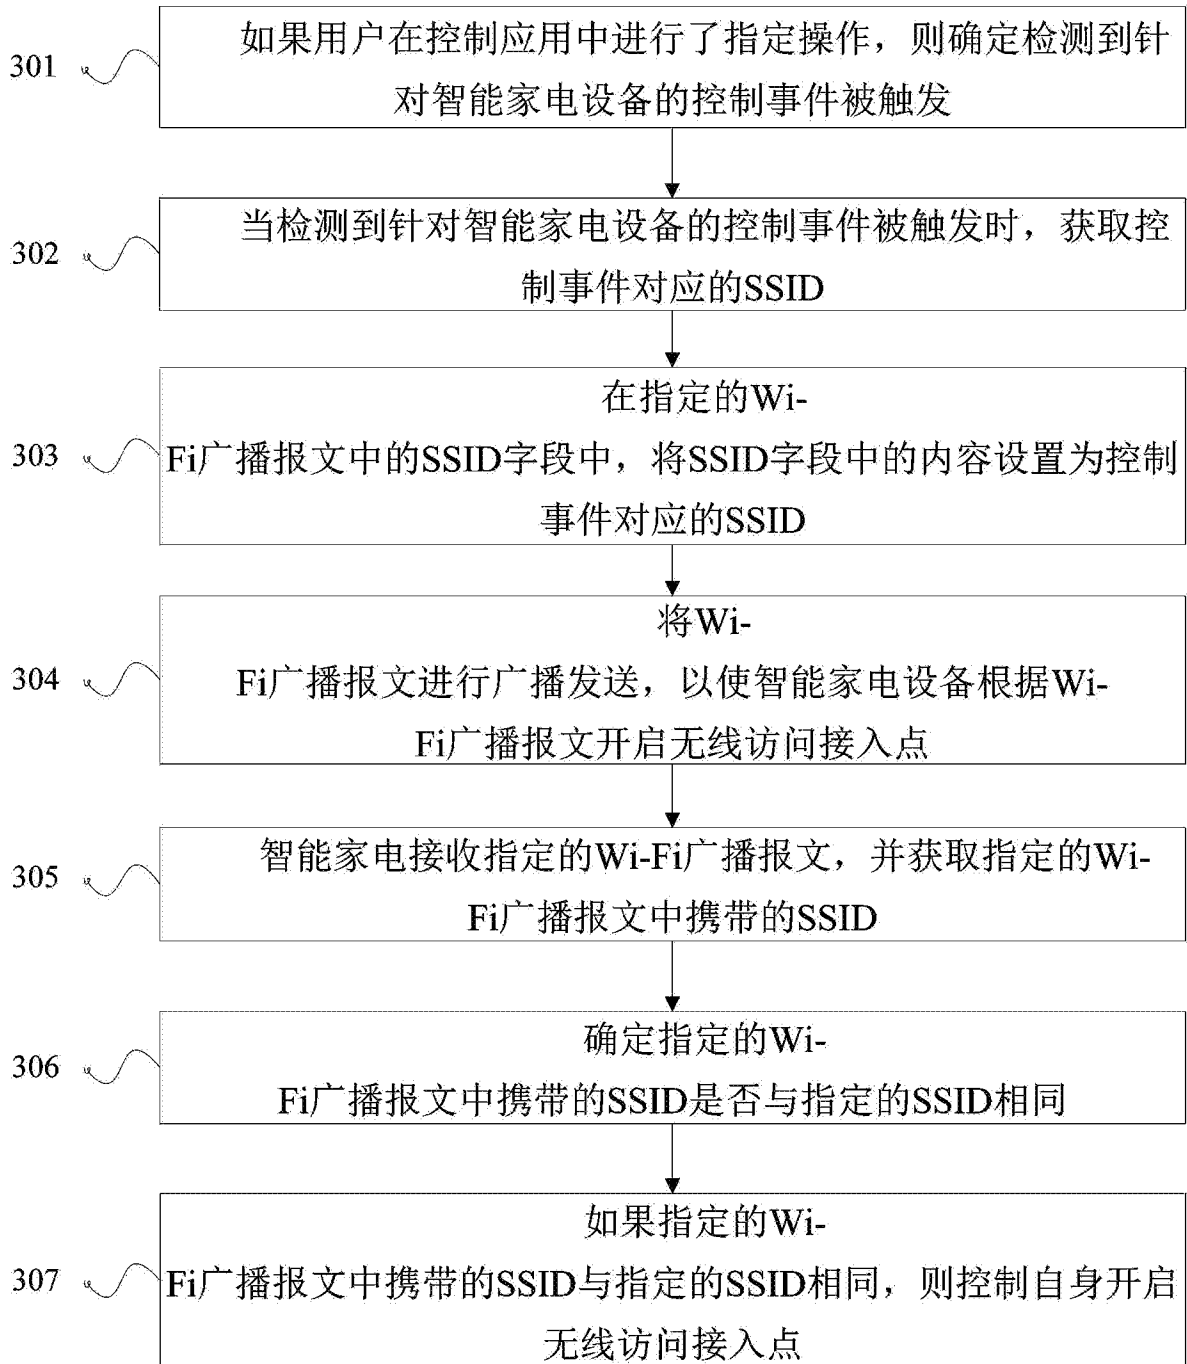 301
如果用户在控制应用中进行了指定操作，则确定检测到针
对智能家电设备的控制事件被触发
302
当检测到针对智能家电设备的控制事件被触发时，获取控
制事件对应的SSID
303
在指定的Wi-
Fi广播报文中的SSID字段中，将SSID字段中的内容设置为控制
事件对应的SSID
304
将Wi-
Fi广播报文进行广播发送，以使智能家电设备根据Wi-
Fi广播报文开启无线访问接入点
305
智能家电接收指定的Wi-Fi广播报文，并获取指定的Wi-
Fi广播报文中携带的SSID
306
确定指定的Wi-
Fi广播报文中携带的SSID是否与指定的SSID相同
307
如果指定的Wi-
Fi广播报文中携带的SSID与指定的SSID相同，则控制自身开启
无线访问接入点